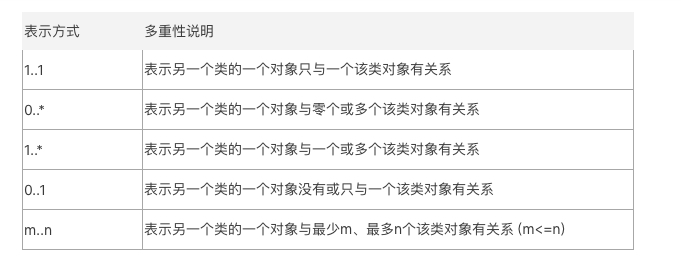 表示方式 多重性说明
1..1 表示另一个类的一个对象只与一个该类对象有关系
0..* 表示另一个类的一个对象与零个或多个该类对象有关系
1..* 表示另一个类的一个对象与一个或多个该类对象有关系
0..1 表示另一个类的一个对象没有或只与一个该类对象有关系
m..n 表示另一个类的一个对象与最少m、最多n个该类对象有关系 (m<=n)